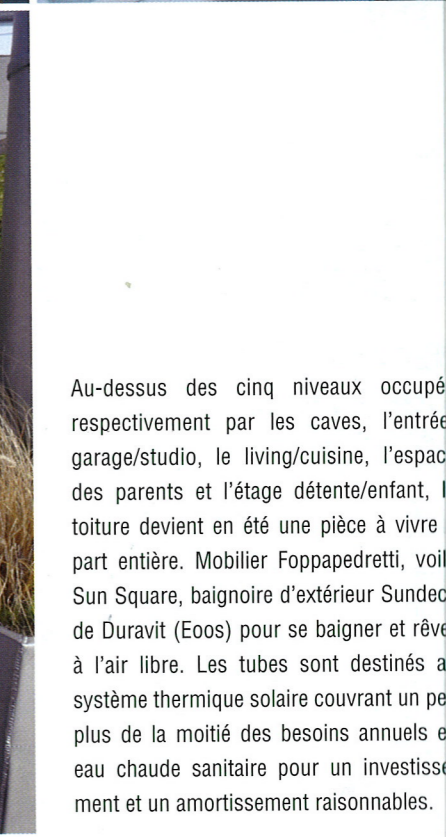 Au-dessus des cinq niveaux occupé
respectivement par les caves, l'entrée
garage/studio, le living/cuisine, l'espac
des parents et l'étage détente/enfant, l
toiture devient en été une pièce à vivre
part entière. Mobilier Foppapedretti, voil
Sun Square, baignoire d'extérieur Sundec
de Duravit (Eoos) pour se baigner et rêve
à l'air libre. Les tubes sont destinés a
système thermique solaire couvrant un pe
plus de la moitié des besoins annuels e
eau chaude sanitaire pour un investisse
ment et un amortissement raisonnables.